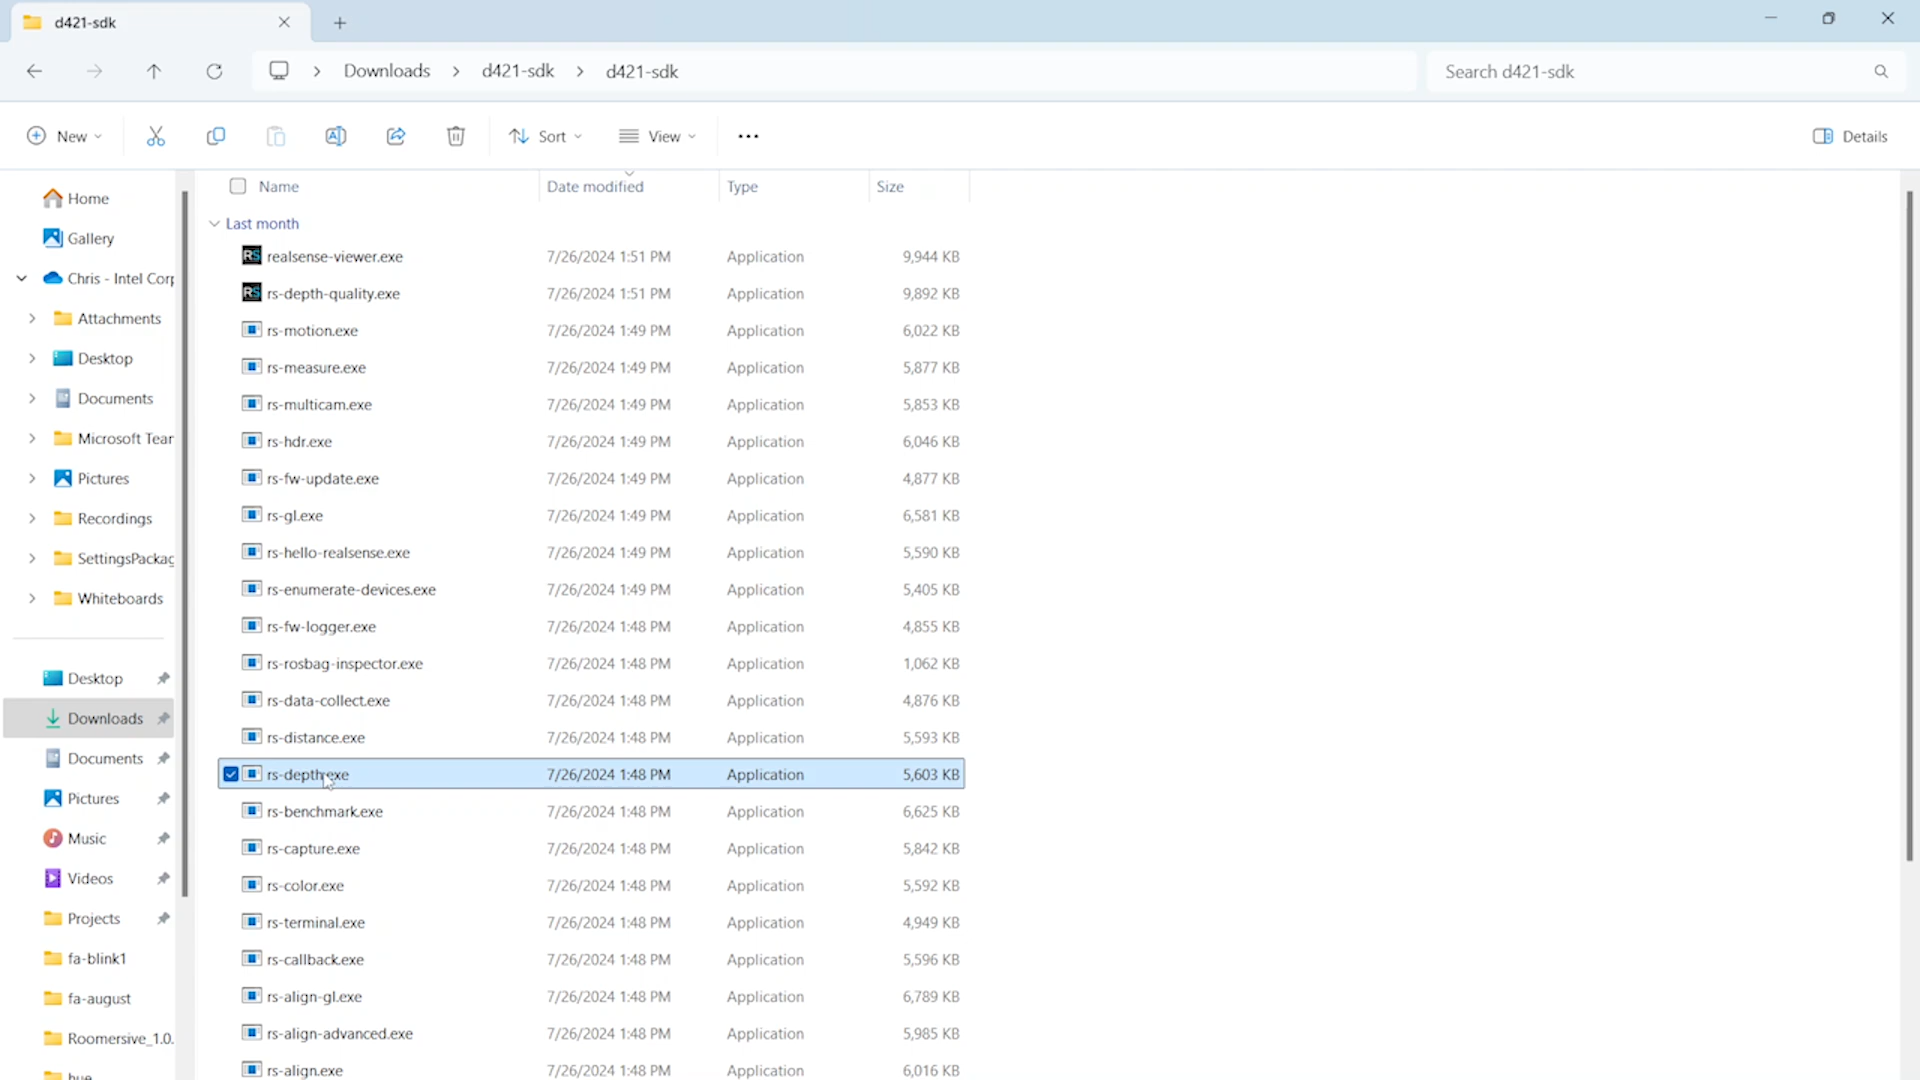 d421-sdk
Downloads > d421-sdk > d421-sdk
Search d421-sdk
New
Sort
View
Details
Name Date modified Type Size
Last month
realsense-viewer.exe 7/26/2024 1:51 PM Application 9,944 KB
rs-depth-quality.exe 7/26/2024 1:51 PM Application 9,892 KB
rs-motion.exe 7/26/2024 1:49 PM Application 6,022 KB
rs-measure.exe 7/26/2024 1:49 PM Application 5,877 KB
rs-multicam.exe 7/26/2024 1:49 PM Application 5,853 KB
rs-hdr.exe 7/26/2024 1:49 PM Application 6,046 KB
rs-fw-update.exe 7/26/2024 1:49 PM Application 4,877 KB
rs-gl.exe 7/26/2024 1:49 PM Application 6,581 KB
rs-hello-realsense.exe 7/26/2024 1:49 PM Application 5,590 KB
rs-enumerate-devices.exe 7/26/2024 1:49 PM Application 5,405 KB
rs-fw-logger.exe 7/26/2024 1:48 PM Application 4,855 KB
rs-rosbag-inspector.exe 7/26/2024 1:48 PM Application 1,062 KB
rs-data-collect.exe 7/26/2024 1:48 PM Application 4,876 KB
rs-distance.exe 7/26/2024 1:48 PM Application 5,593 KB
rs-depth.exe 7/26/2024 1:48 PM Application 5,603 KB
rs-benchmark.exe 7/26/2024 1:48 PM Application 6,625 KB
rs-capture.exe 7/26/2024 1:48 PM Application 5,842 KB
rs-color.exe 7/26/2024 1:48 PM Application 5,592 KB
rs-terminal.exe 7/26/2024 1:48 PM Application 4,949 KB
rs-callback.exe 7/26/2024 1:48 PM Application 5,596 KB
rs-align-gl.exe 7/26/2024 1:48 PM Application 6,789 KB
rs-align-advanced.exe 7/26/2024 1:48 PM Application 5,985 KB
rs-align.exe 7/26/2024 1:48 PM Application 6,016 KB
Home
Gallery
Chris - Intel Corp
Attachments
Desktop
Documents
Microsoft Tear
Pictures
Recordings
SettingsPackag
Whiteboards
Desktop
Downloads
Documents
Pictures
Music
Videos
Projects
fa-blink1
fa-august
Roomersive_1.0.
hue